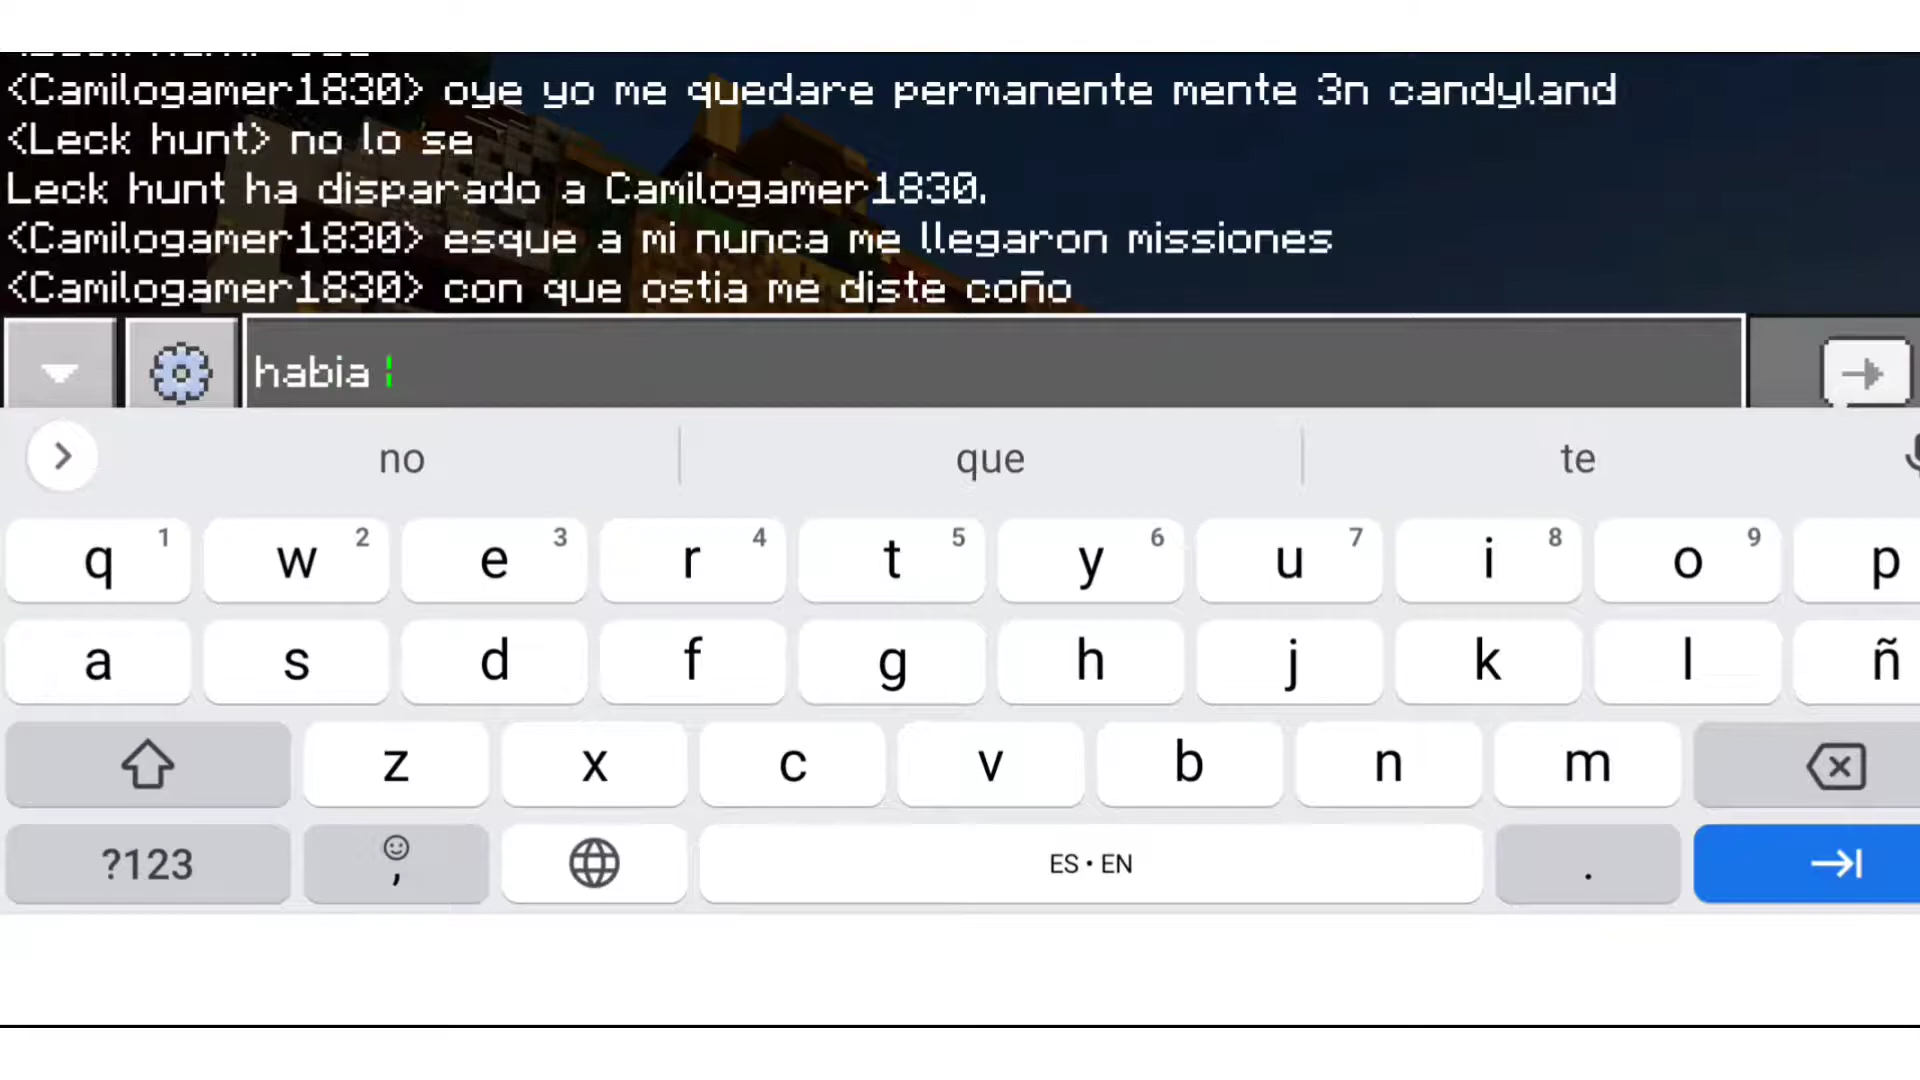 <Camilogamer1830> oye yo me quedare permanente mente 3n candyland
<Leck hunt> no lo se
Leck hunt ha disparado a Camilogamer1830.
<Camilogamer1830> esque a mi nunca me llegaron missiones
<Camilogamer1830> con que ostia me diste coño
habia
no que te
q 1 w 2 e 3 r 4 t 5 y 6 u 7 i 8 o 9 p
a s d f g h j k l ñ
z x c v b n m
?123 , ES • EN .